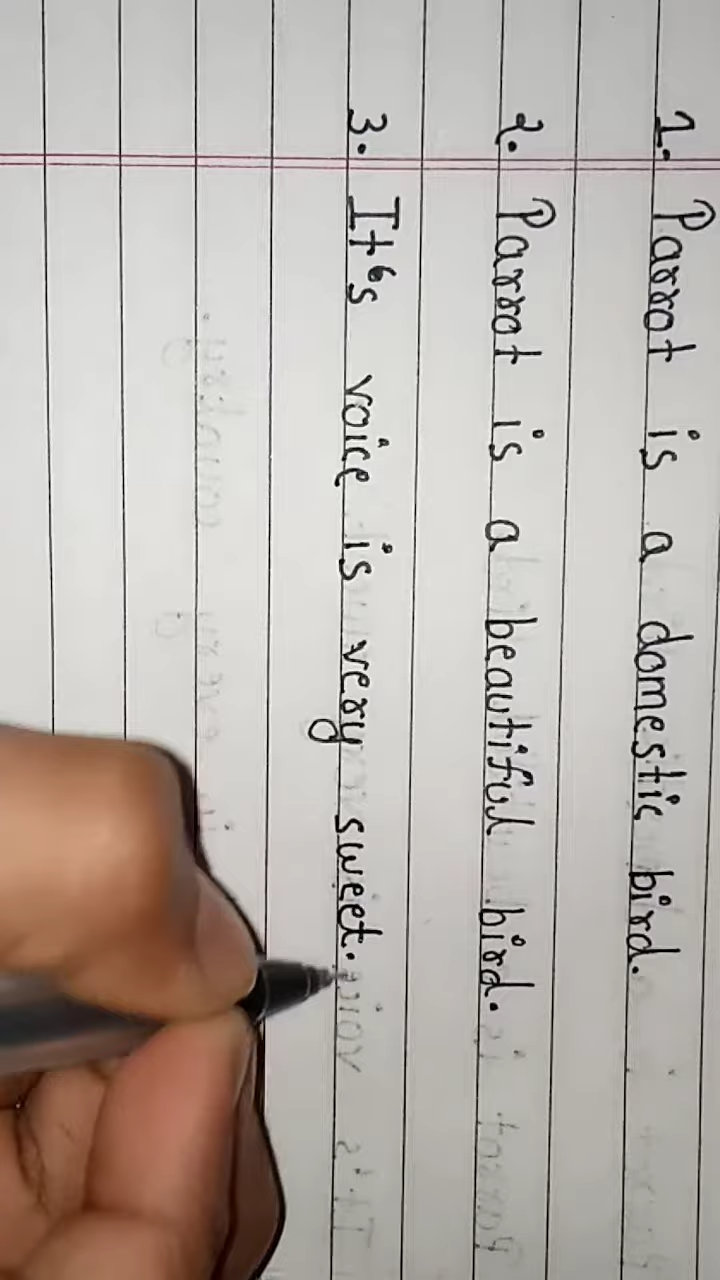 1. Parrot is a domestic bird.
2. Parrot is a beautiful bird.
3. It‘s voice is very sweet.